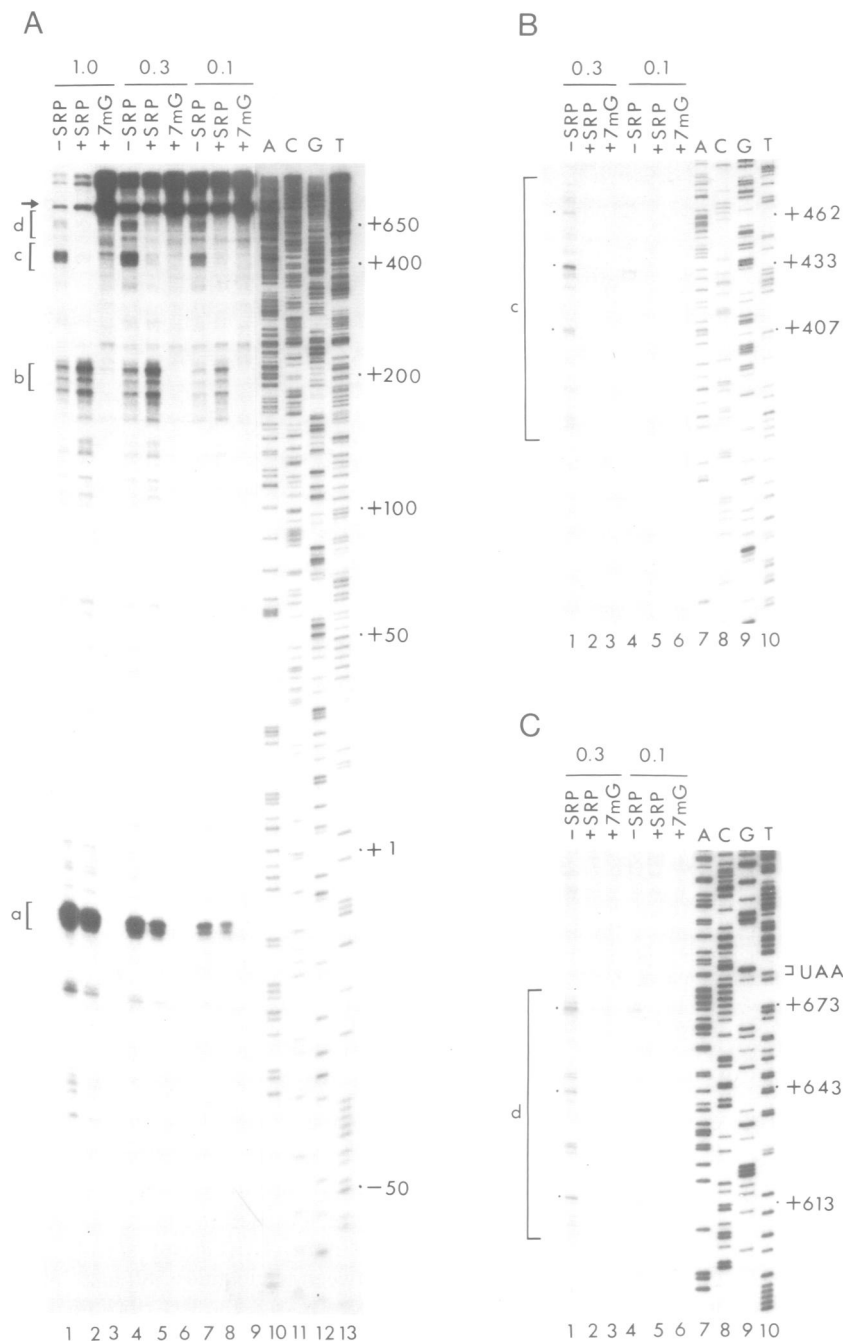 A
1.0 0.3 0.1
– SRP + SRP + 7mG – SRP + SRP + 7mG – SRP + SRP + 7mG A C G T
d
+650
c
+400
b
+200
+100
+50
+1
a
−50
1 2 3 4 5 6 7 8 9 10 11 12 13
B
0.3 0.1
– SRP + SRP + 7mG – SRP + SRP + 7mG A C G T
+462
+433
c
+407
1 2 3 4 5 6 7 8 9 10
C
0.3 0.1
– SRP + SRP + 7mG – SRP + SRP + 7mG A C G T
UAA
+673
+643
d
+613
1 2 3 4 5 6 7 8 9 10